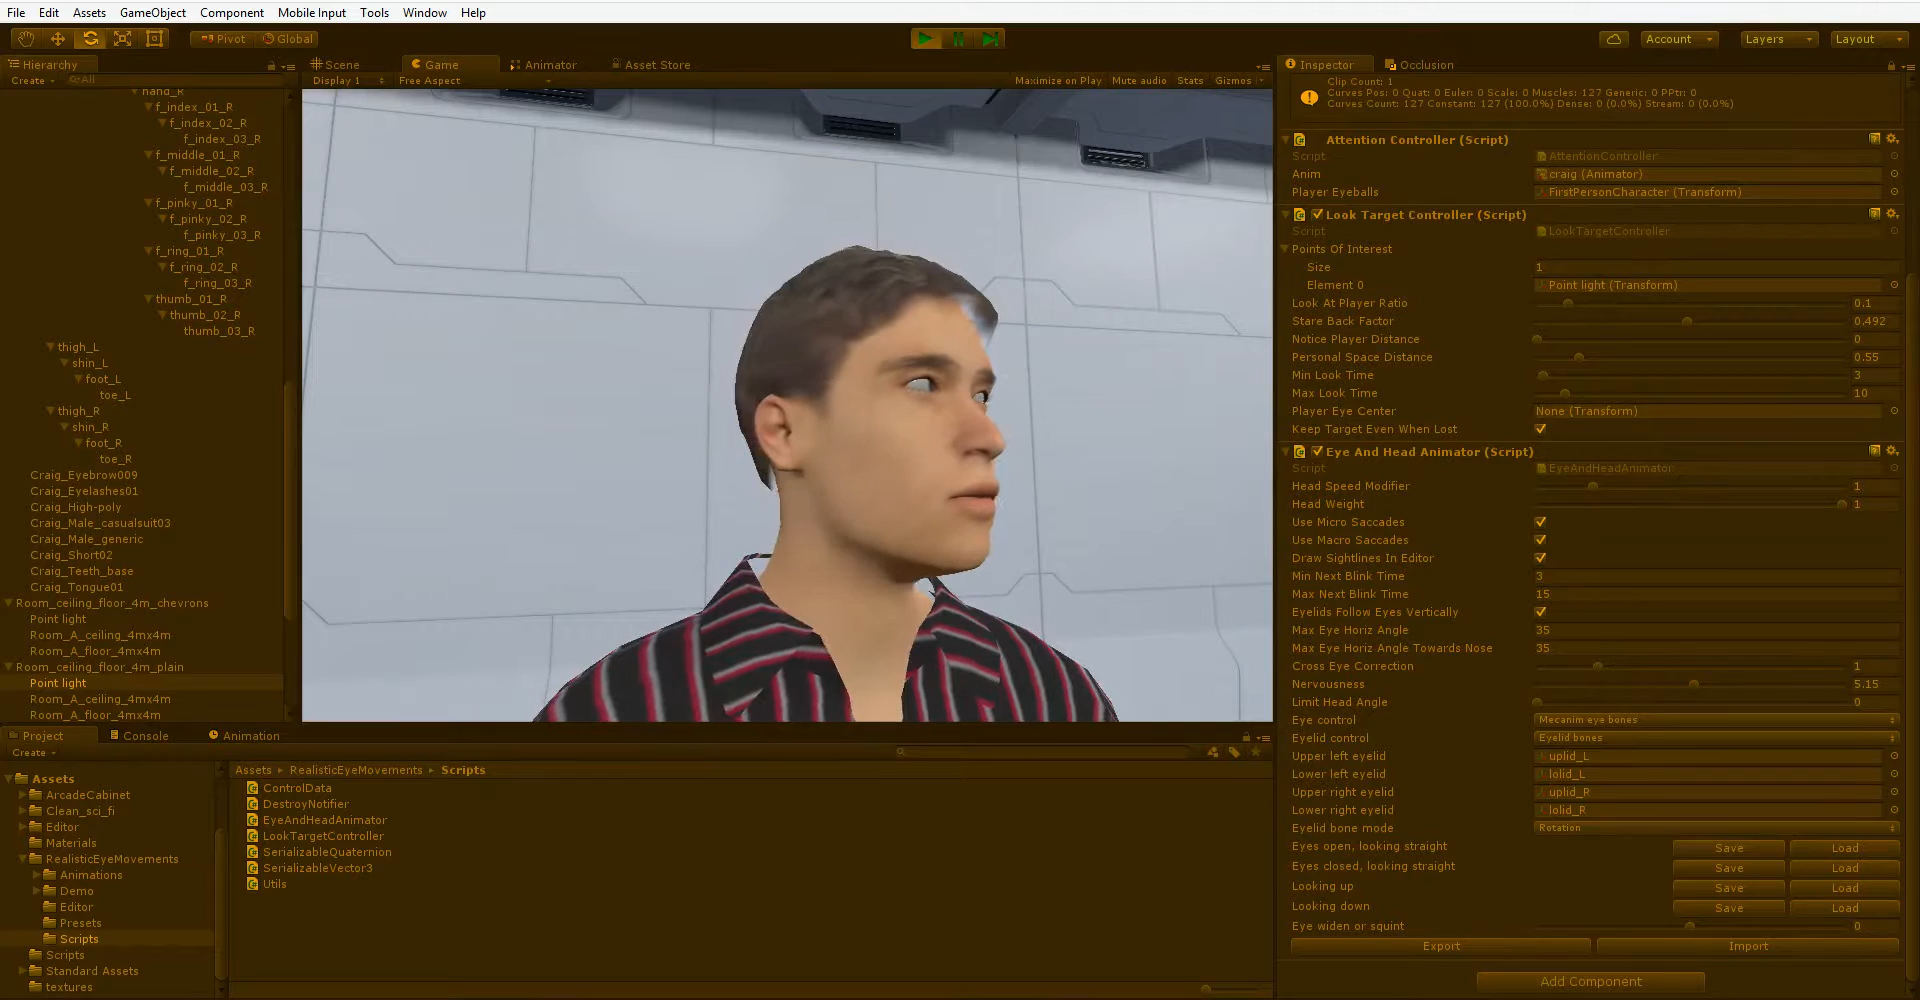 File Edit Assets GameObject Component Mobile Input Tools Window Help
Pivot Global Account Layers Layout
Hierarchy
Create All
hand_R
f_index_01_R
f_index_02_R
f_index_03_R
f_middle_01_R
f_middle_02_R
f_middle_03_R
f_pinky_01_R
f_pinky_02_R
f_pinky_03_R
f_ring_01_R
f_ring_02_R
f_ring_03_R
thumb_01_R
thumb_02_R
thumb_03_R
thigh_L
shin_L
foot_L
toe_L
thigh_R
shin_R
foot_R
toe_R
Craig_Eyebrow009
Craig_Eyelashes01
Craig_High-poly
Craig_Male_casualsuit03
Craig_Male_generic
Craig_Short02
Craig_Teeth_base
Craig_Tongue01
Room_ceiling_floor_4m_chevrons
Point light
Room_A_ceiling_4mx4m
Room_A_floor_4mx4m
Room_ceiling_floor_4m_plain
Point light
Room_A_ceiling_4mx4m
Room_A_floor_4mx4m
Scene Game Animator Asset Store
Display 1 Free Aspect Maximize on Play Mute audio Stats Gizmos
Inspector Occlusion
Clip Count: 1
Curves Pos: 0 Quat: 0 Euler: 0 Scale: 0 Muscles: 127 Generic: 0 PPtr: 0
Curves Count: 127 Constant: 127 (100.0%) Dense: 0 (0.0%) Stream: 0 (0.0%)
Attention Controller (Script)
Script AttentionController
Anim craig (Animator)
Player Eyeballs FirstPersonCharacter (Transform)
Look Target Controller (Script)
Script LookTargetController
Points Of Interest
Size 1
Element 0 Point light (Transform)
Look At Player Ratio 0.1
Stare Back Factor 0.492
Notice Player Distance 0
Personal Space Distance 0.55
Min Look Time 3
Max Look Time 10
Player Eye Center None (Transform)
Keep Target Even When Lost
Eye And Head Animator (Script)
Script EyeAndHeadAnimator
Head Speed Modifier 1
Head Weight 1
Use Micro Saccades
Use Macro Saccades
Draw Sightlines In Editor
Min Next Blink Time 3
Max Next Blink Time 15
Eyelids Follow Eyes Vertically
Max Eye Horiz Angle 35
Max Eye Horiz Angle Towards Nose 35
Cross Eye Correction 1
Nervousness 5.15
Limit Head Angle 0
Eye control Mecanim eye bones
Eyelid control Eyelid bones
Upper left eyelid uplid_L
Lower left eyelid lolid_L
Upper right eyelid uplid_R
Lower right eyelid lolid_R
Eyelid bone mode Rotation
Eyes open, looking straight Save Load
Eyes closed, looking straight Save Load
Looking up Save Load
Looking down Save Load
Eye widen or squint 0
Export Import
Add Component
Project Console Animation
Create
Assets
ArcadeCabinet
Clean_sci_fi
Editor
Materials
RealisticEyeMovements
Animations
Demo
Editor
Presets
Scripts
Scripts
Standard Assets
textures
Assets RealisticEyeMovements Scripts
ControlData
DestroyNotifier
EyeAndHeadAnimator
LookTargetController
SerializableQuaternion
SerializableVector3
Utils